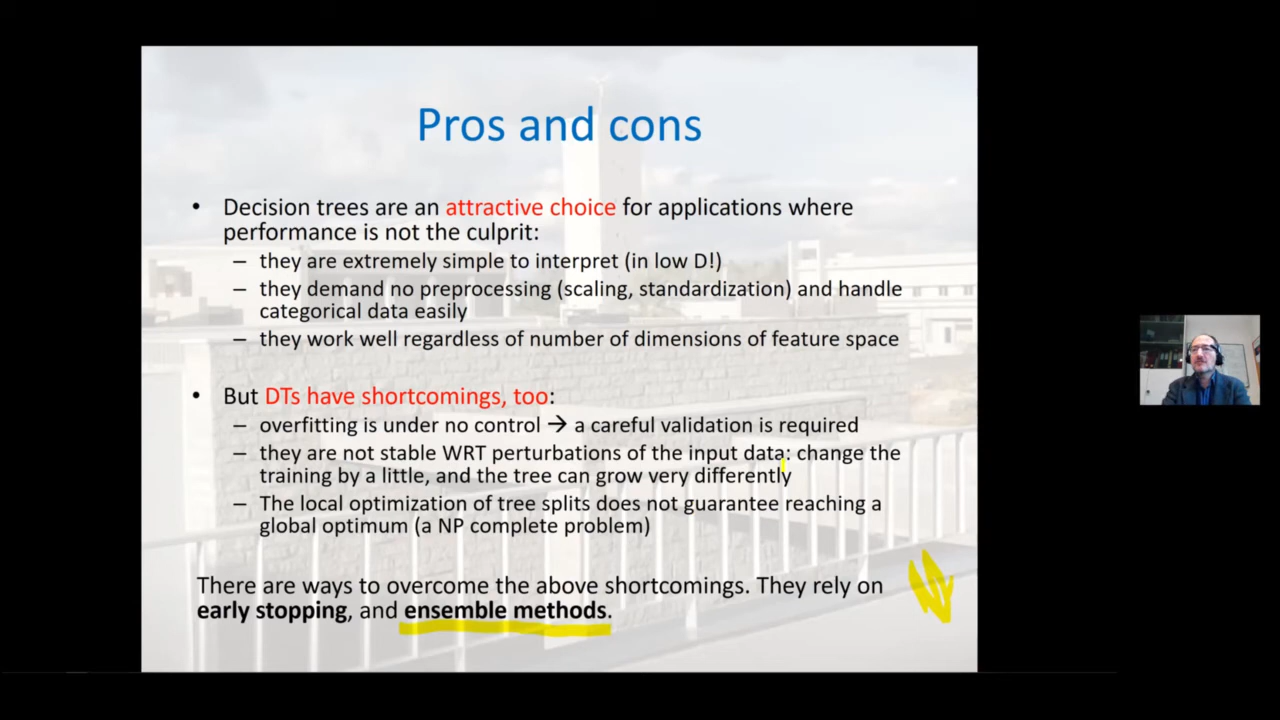 Pros and cons
• Decision trees are an attractive choice for applications where
performance is not the culprit:
– they are extremely simple to interpret (in low D!)
– they demand no preprocessing (scaling, standardization) and handle
categorical data easily
– they work well regardless of number of dimensions of feature space
• But DTs have shortcomings, too:
– overfitting is under no control → a careful validation is required
– they are not stable WRT perturbations of the input data: change the
training by a little, and the tree can grow very differently
– The local optimization of tree splits does not guarantee reaching a
global optimum (a NP complete problem)
There are ways to overcome the above shortcomings. They rely on
early stopping, and ensemble methods.